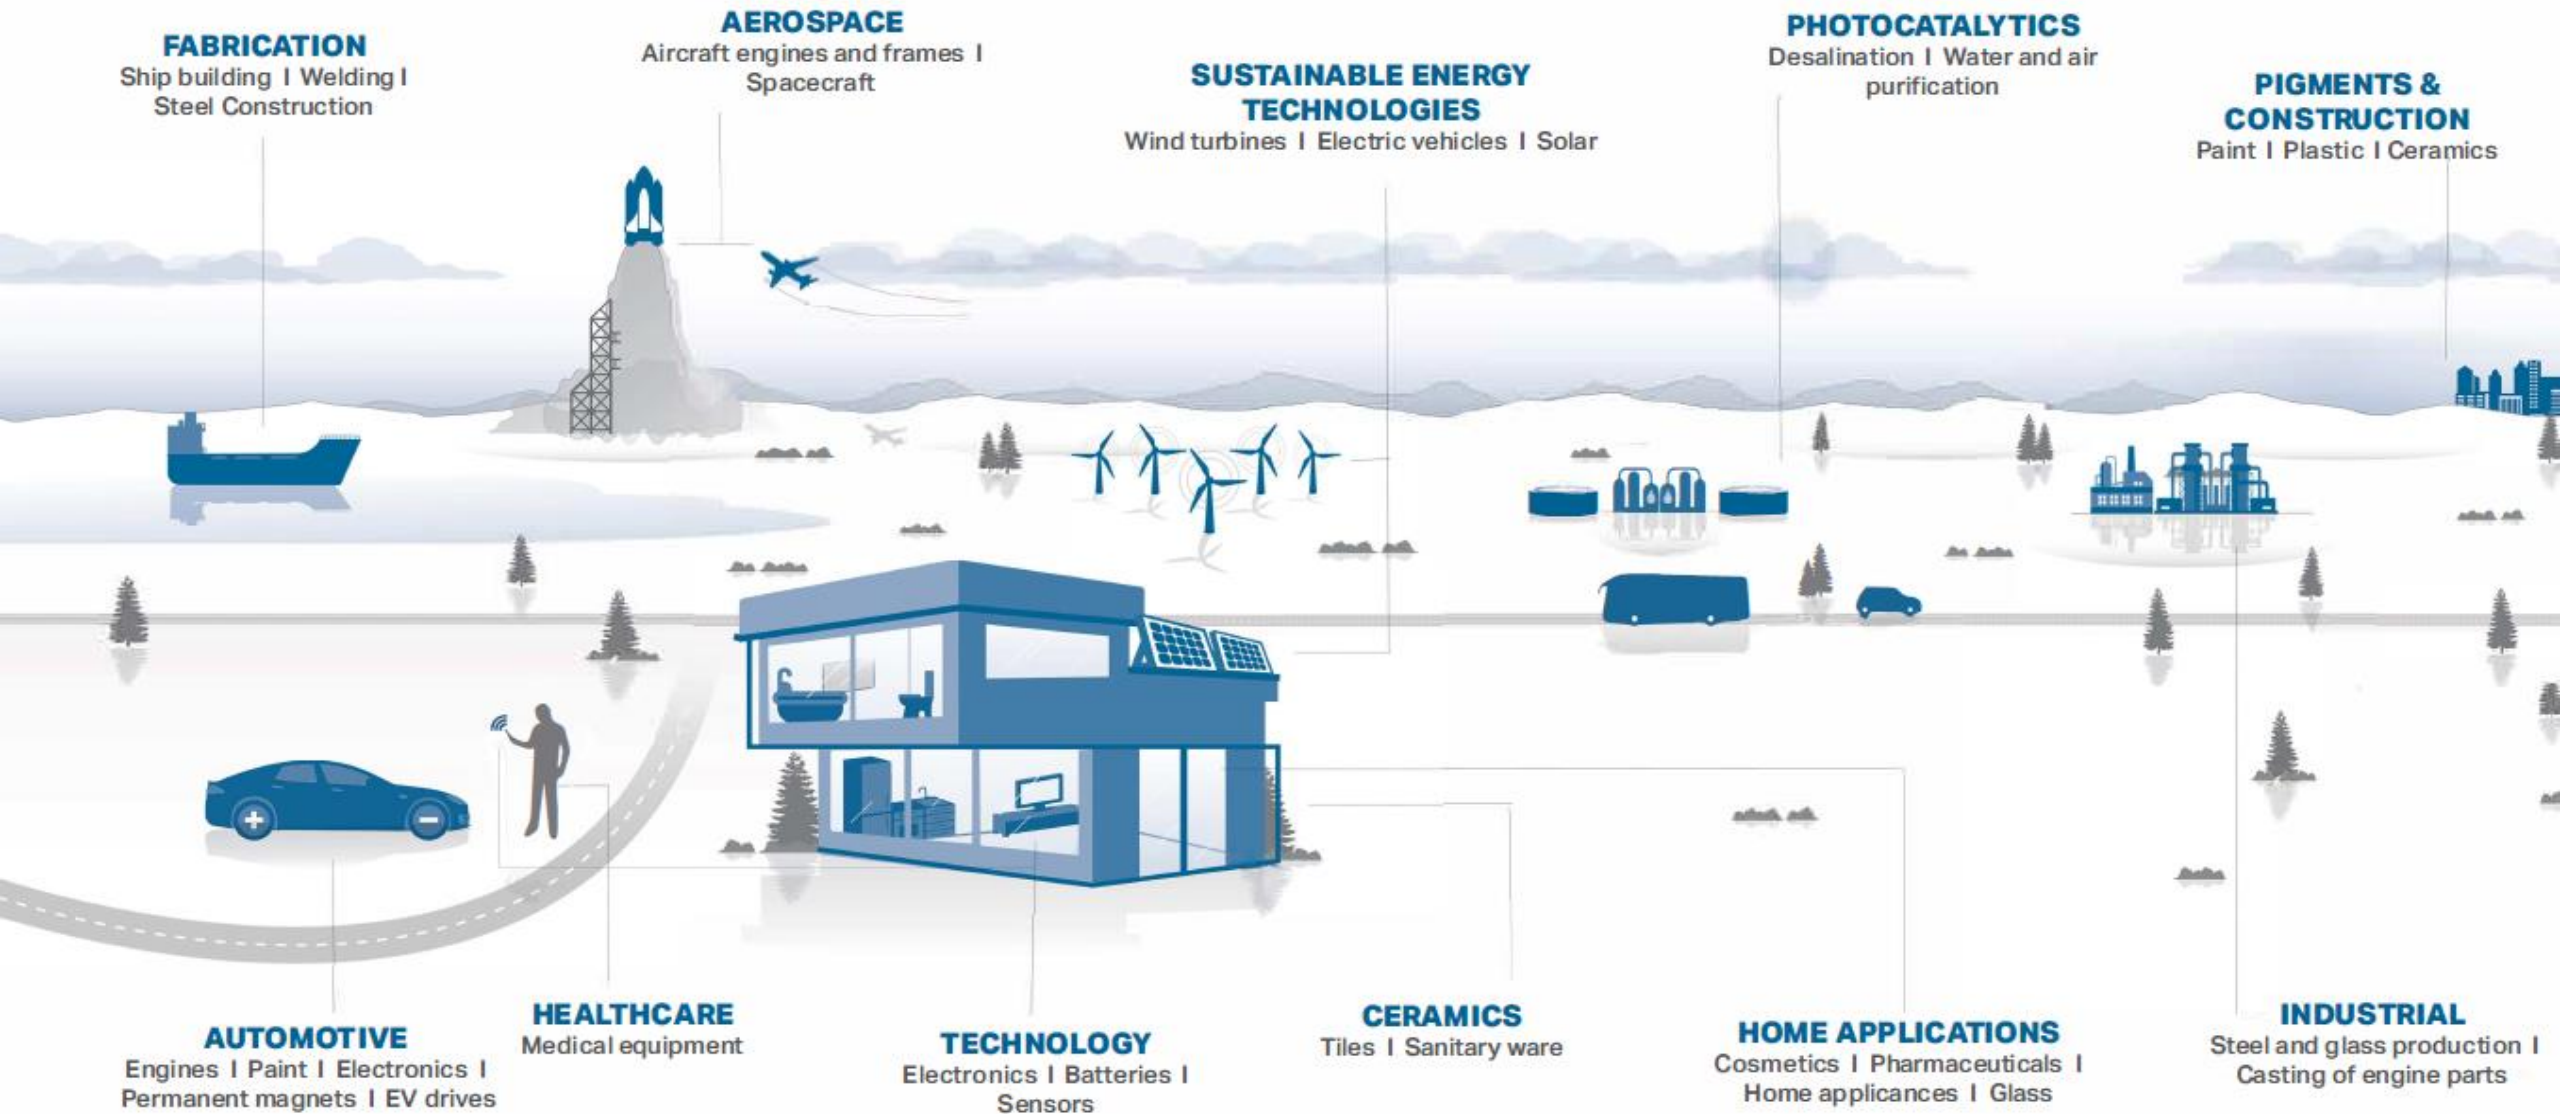 FABRICATION
Ship building I Welding I
Steel Construction
AEROSPACE
Aircraft engines and frames I
Spacecraft
SUSTAINABLE ENERGY
TECHNOLOGIES
Wind turbines I Electric vehicles I Solar
PHOTOCATALYTICS
Desalination I Water and air
purification
PIGMENTS &
CONSTRUCTION
Paint I Plastic I Ceramics
AUTOMOTIVE
Engines I Paint I Electronics I
Permanent magnets I EV drives
HEALTHCARE
Medical equipment
TECHNOLOGY
Electronics I Batteries I
Sensors
CERAMICS
Tiles I Sanitary ware
HOME APPLICATIONS
Cosmetics I Pharmaceuticals I
Home applicances I Glass
INDUSTRIAL
Steel and glass production I
Casting of engine parts